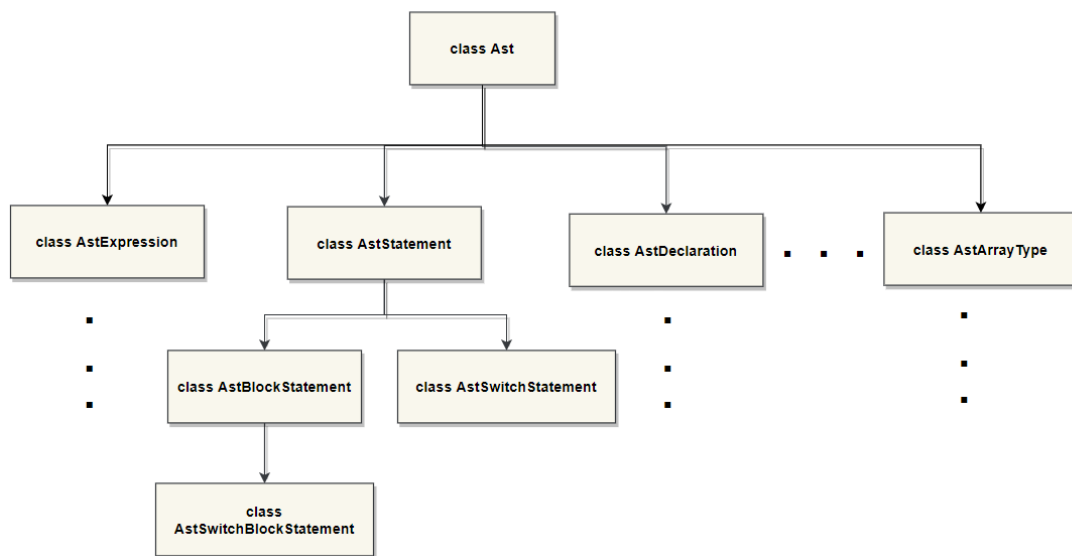 class Ast
class AstExpression
class AstStatement
class AstDeclaration
class AstArrayType
class AstBlockStatement
class AstSwitchStatement
class
AstSwitchBlockStatement